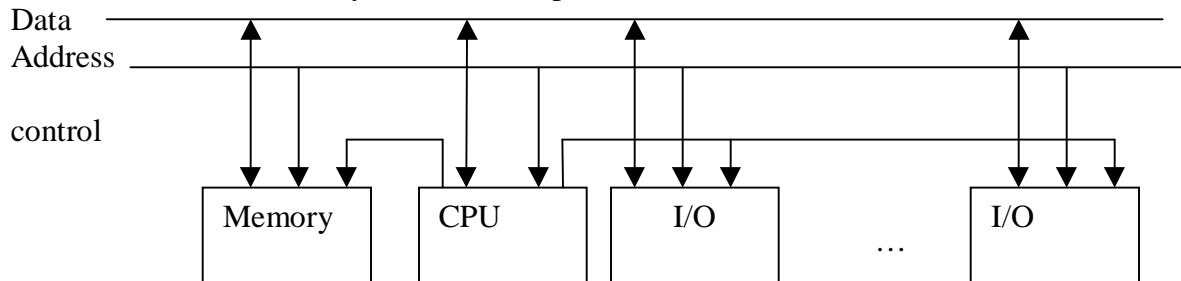 Data
Address
control
Memory CPU I/O I/O
…